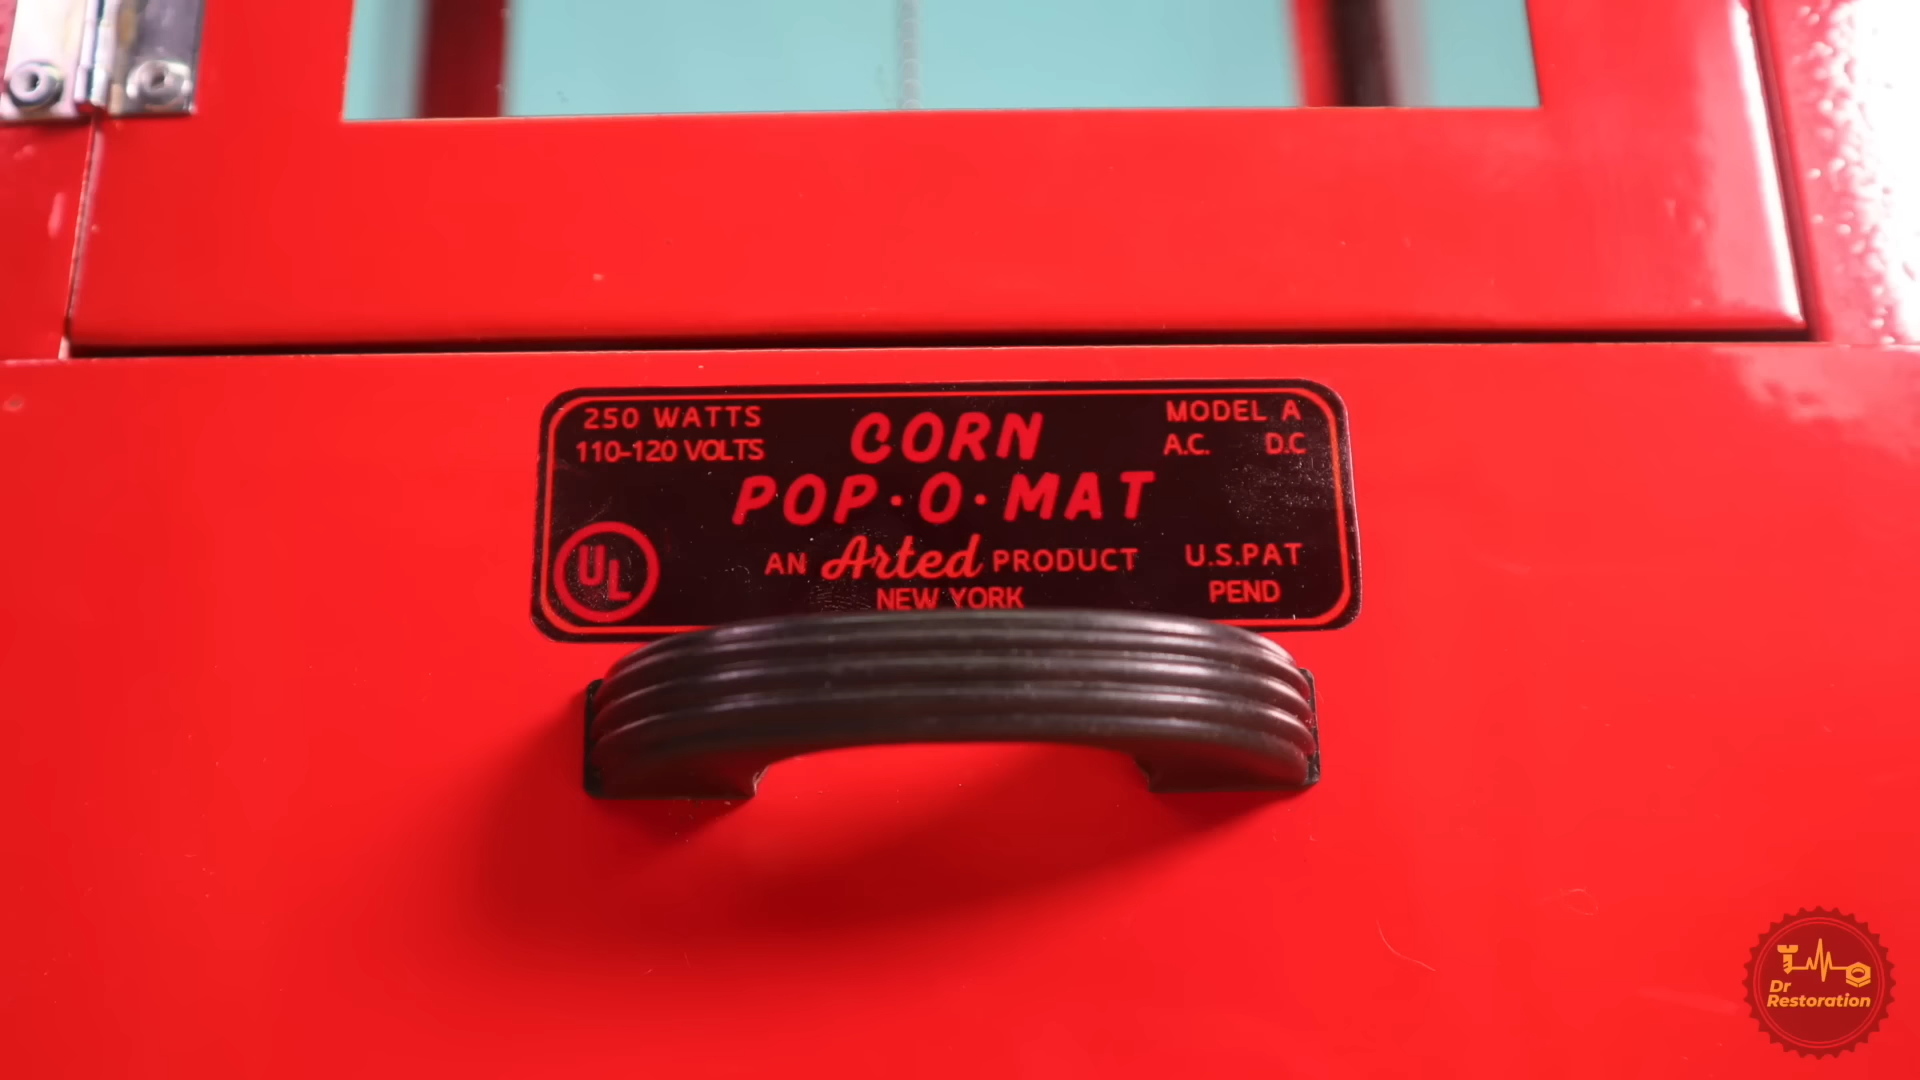 250 WATTS
110-120 VOLTS
CORN
POP·O·MAT
MODEL A
A.C. D.C
UL
AN Arted PRODUCT
NEW YORK
U.S.PAT
PEND
Dr
Restoration